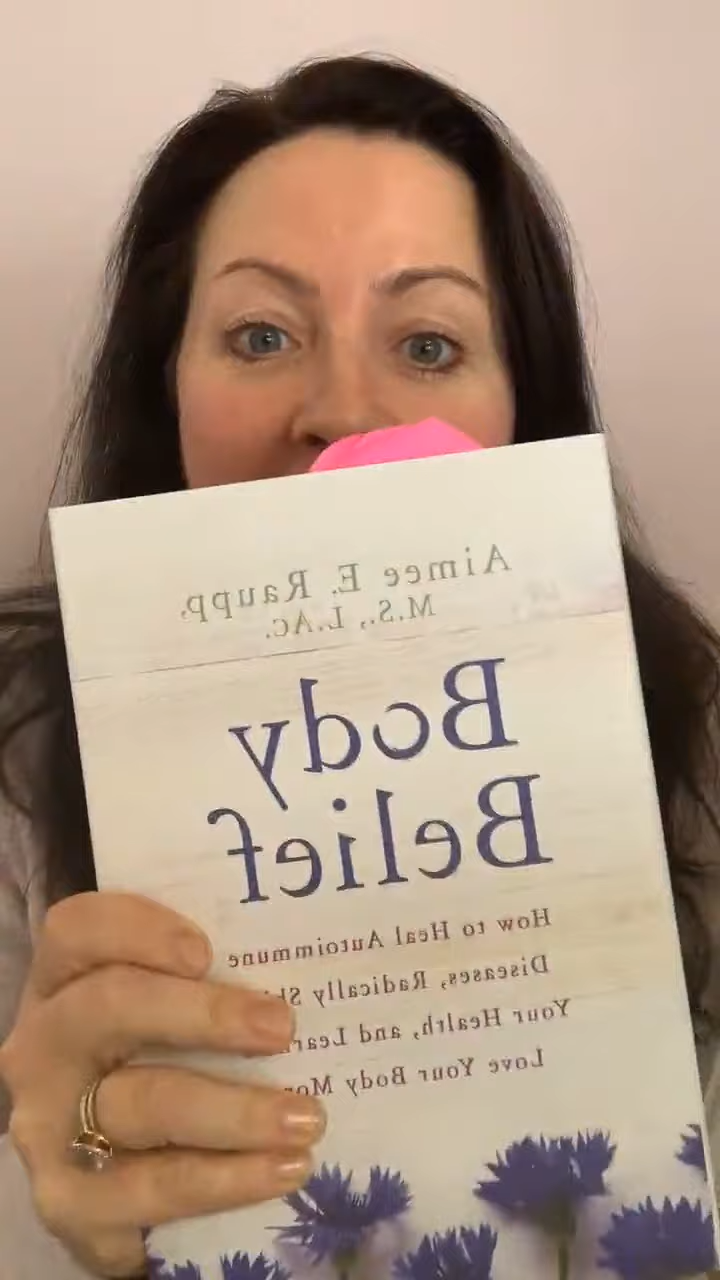 Aimee E. Raupp,
M.S., L.Ac.
Body
Belief
How to Heal Autoimmune
Diseases, Radically
Your Health, and
Love Your Body